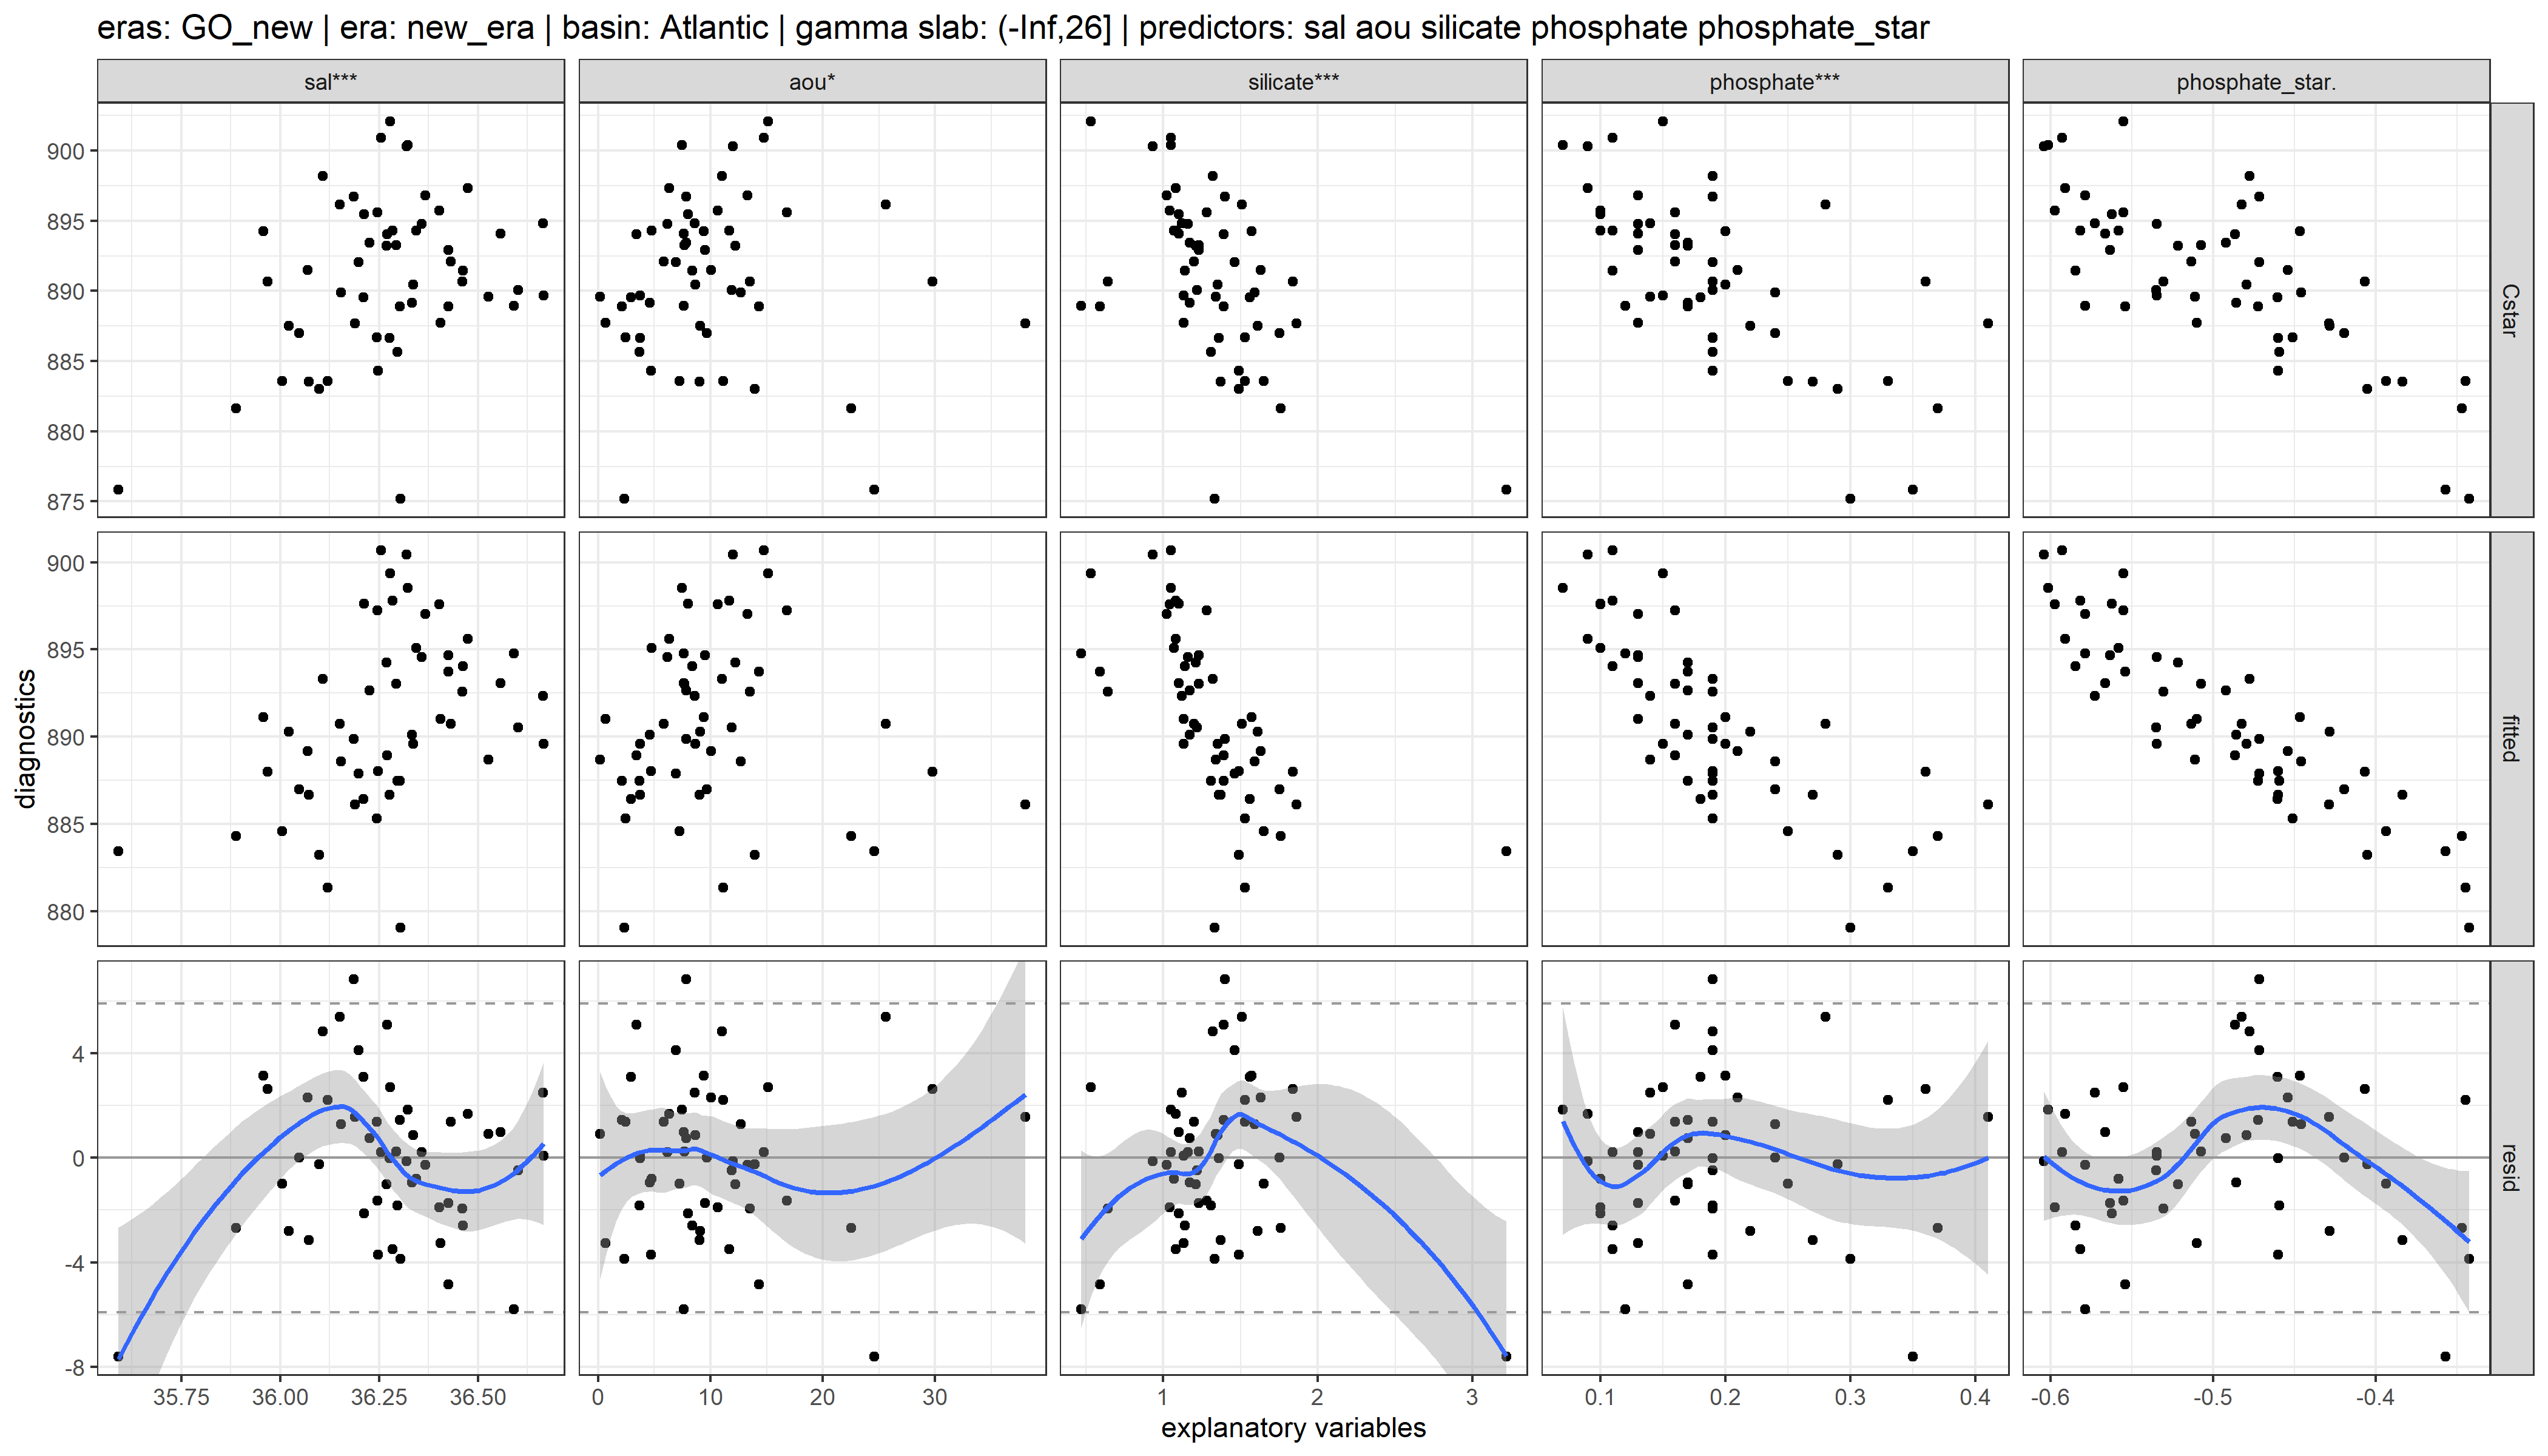 eras: GO_new | era: new_era | basin: Atlantic | gamma slab: (-Inf,26] | predictors: sal aou silicate phosphate phosphate_star
sal*** aou* silicate*** phosphate*** phosphate_star.
900
895
890
885
880
875
Cstar
900
895
890
885
880
fitted
diagnostics
4
0
-4
-8
resid
35.75 36.00 36.25 36.50 0 10 20 30 1 2 3 0.1 0.2 0.3 0.4 -0.6 -0.5 -0.4
explanatory variables